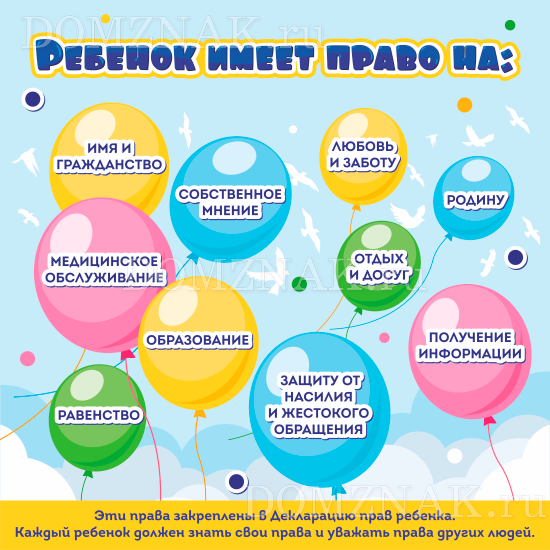 DOMZNAK.ru
РЕБЕНОК ИМЕЕТ ПРАВО НА:
ИМЯ И
ГРАЖДАНСТВО
СОБСТВЕННОЕ
МНЕНИЕ
ЛЮБОВЬ
И ЗАБОТУ
РОДИНУ
МЕДИЦИНСКОЕ
ОБСЛУЖИВАНИЕ
ОТДЫХ
И ДОСУГ
DOMZNAK.ru
ОБРАЗОВАНИЕ
ПОЛУЧЕНИЕ
ИНФОРМАЦИИ
РАВЕНСТВО
ЗАЩИТУ ОТ
НАСИЛИЯ
И ЖЕСТОКОГО
ОБРАЩЕНИЯ
DOMZNAK.ru
Эти права закреплены в Декларацию прав ребенка.
Каждый ребенок должен знать свои права и уважать права других людей.